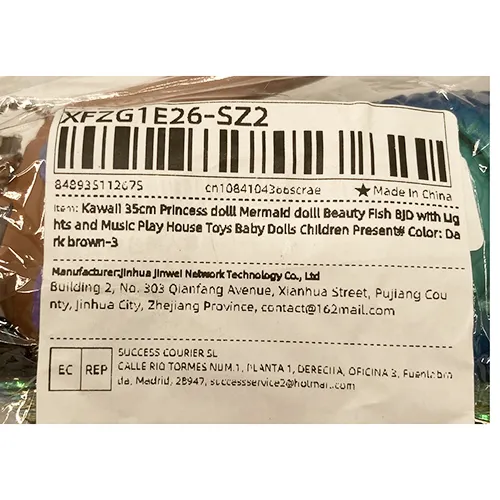 XFZG1E26-SZ2
848935112675 cn1084104366scrae ★ Made In China
Item: Kawaii 35cm Princess dolll Mermaid dolll Beauty Fish BJD with Lig
hts and Music Play House Toys Baby Dolls Children Present# Color: Da
rk brown-3
Manufacturer:Jinhua Jinwei Network Technology Co., Ltd
Building 2, No. 303 Qianfang Avenue, Xianhua Street, Pujiang Cou
nty, Jinhua City, Zhejiang Province, contact@162mail.com
EC REP
SUCCESS COURIER SL
CALLE RIO TORMES NUM.1, PLANTA 1, DERECHA, OFICINA 3, Fuenlabra
da, Madrid, 28947, successservice2@hotmail.com